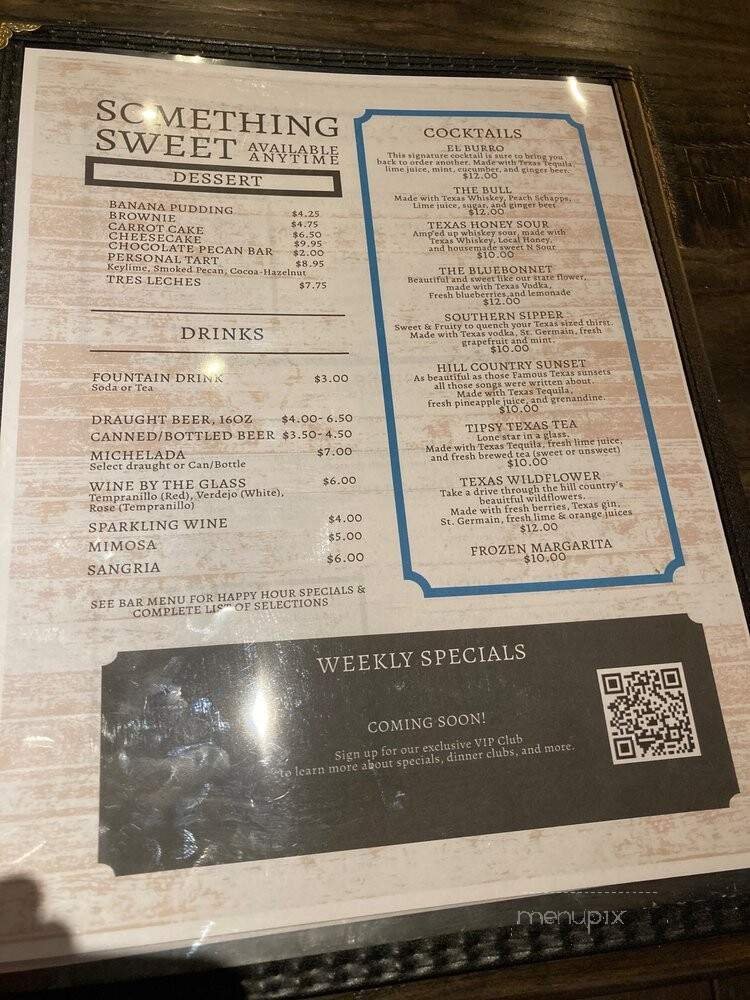 SOMETHING
SWEET AVAILABLE ANYTIME
DESSERT
BANANA PUDDING $4.25
BROWNIE $4.75
CARROT CAKE $6.50
CHEESECAKE $9.95
CHOCOLATE PECAN BAR $2.00
PERSONAL TART $8.95
Keylime, Smoked Pecan, Cocoa-Hazelnut
TRES LECHES $7.75
DRINKS
FOUNTAIN DRINK $3.00
Soda or Tea
DRAUGHT BEER, 16OZ $4.00- 6.50
CANNED/BOTTLED BEER $3.50- 4.50
MICHELADA $7.00
Select draught or Can/Bottle
WINE BY THE GLASS $6.00
Tempranillo (Red), Verdejo (White),
Rose (Tempranillo)
SPARKLING WINE $4.00
MIMOSA $5.00
SANGRIA $6.00
SEE BAR MENU FOR HAPPY HOUR SPECIALS &
COMPLETE LIST OF SELECTIONS
COCKTAILS
EL BURRO
This signature cocktail is sure to bring you
back to order another. Made with Texas Tequila,
lime juice, mint, cucumber, and ginger beer.
$12.00
THE BULL
Made with Texas Whiskey, Peach Schapps,
Lime juice, sugar, and ginger beer
$12.00
TEXAS HONEY SOUR
Amp'ed up whiskey sour, made with
Texas Whiskey, Local Honey,
and housemade sweet N Sour
$10.00
THE BLUEBONNET
Beautiful and sweet like our state flower,
made with Texas Vodka,
Fresh blueberries,and lemonade
$12.00
SOUTHERN SIPPER
Sweet & Fruity to quench your Texas sized thirst.
Made with Texas vodka, St. Germain, fresh
grapefruit and mint.
$10.00
HILL COUNTRY SUNSET
As beautiful as those Famous Texas sunsets
all those songs were written about.
Made with Texas Tequila,
fresh pineapple juice, and grenandine.
$10.00
TIPSY TEXAS TEA
Lone star in a glass.
Made with Texas Tequila, fresh lime juice,
and fresh brewed tea (sweet or unsweet)
$10.00
TEXAS WILDFLOWER
Take a drive through the hill country's
beauitful wildflowers.
Made with fresh berries, Texas gin,
St. Germain, fresh lime & orange juices
$12.00
FROZEN MARGARITA
$10.00
WEEKLY SPECIALS
COMING SOON!
Sign up for our exclusive VIP Club
to learn more about specials, dinner clubs, and more.
menupix